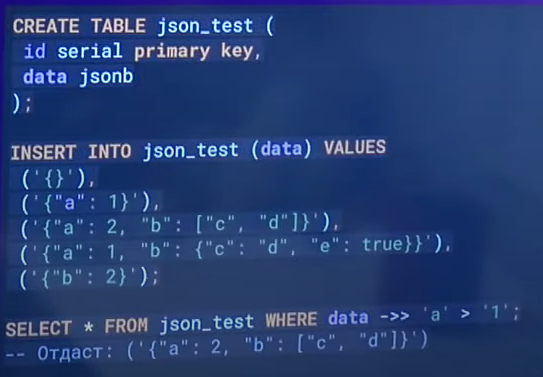 CREATE TABLE json_test (
id serial primary key,
data jsonb
);
INSERT INTO json_test (data) VALUES
('{}'),
('{"a": 1}'),
('{"a": 2, "b": ["c", "d"]}'),
('{"a": 1, "b": {"c": "d", "e": true}}'),
('{"b": 2}');
SELECT * FROM json_test WHERE data ->> 'a' > '1';
-- Отдаст: ('{"a": 2, "b": ["c", "d"]}')